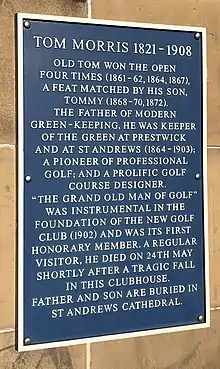 TOM MORRIS 1821-1908
OLD TOM WON THE OPEN
FOUR TIMES (1861-62, 1864, 1867),
A FEAT MATCHED BY HIS SON,
TOMMY (1868-70, 1872).
THE FATHER OF MODERN
GREEN-KEEPING, HE WAS KEEPER
OF THE GREEN AT PRESTWICK
AND AT ST ANDREWS (1864-1903);
A PIONEER OF PROFESSIONAL
GOLF; AND A PROLIFIC GOLF
COURSE DESIGNER.
"THE GRAND OLD MAN OF GOLF"
WAS INSTRUMENTAL IN THE
FOUNDATION OF THE NEW GOLF
CLUB (1902) AND WAS ITS FIRST
HONORARY MEMBER. A REGULAR
VISITOR, HE DIED ON 24TH MAY
SHORTLY AFTER A TRAGIC FALL
IN THIS CLUBHOUSE.
FATHER AND SON ARE BURIED IN
ST ANDREWS CATHEDRAL.